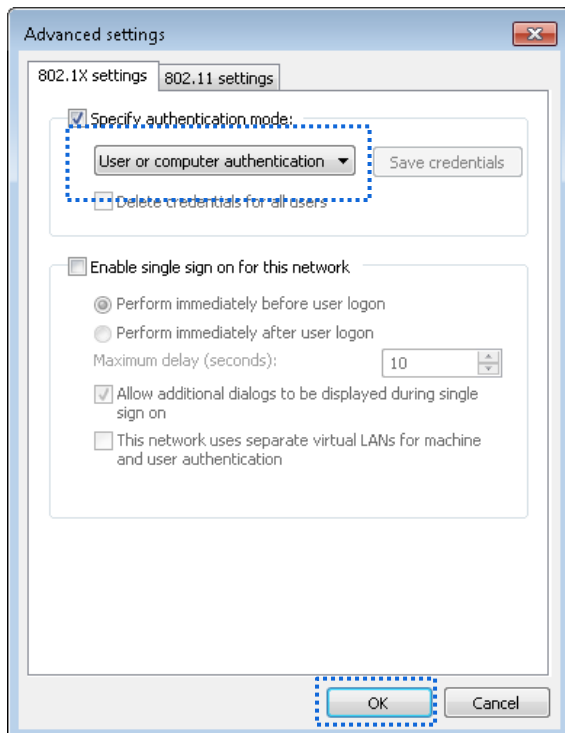 Advanced settings
802.1X settings
802.11 settings
Specify authentication mode:
User or computer authentication
Save credentials
Delete credentials for all users
Enable single sign on for this network
Perform immediately before user logon
Perform immediately after user logon
Maximum delay (seconds):
10
Allow additional dialogs to be displayed during single
sign on
This network uses separate virtual LANs for machine
and user authentication
OK
Cancel